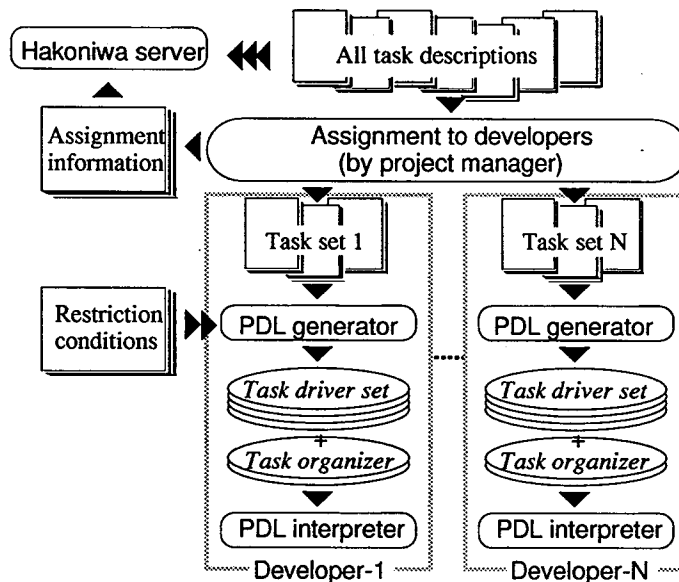 Hakoniwa server
All task descriptions
Assignment
information
Assignment to developers
(by project manager)
Task set 1
Task set N
Restriction
conditions
PDL generator
PDL generator
Task driver set
Task driver set
+
+
Task organizer
Task organizer
PDL interpreter
PDL interpreter
Developer-1
Developer-N